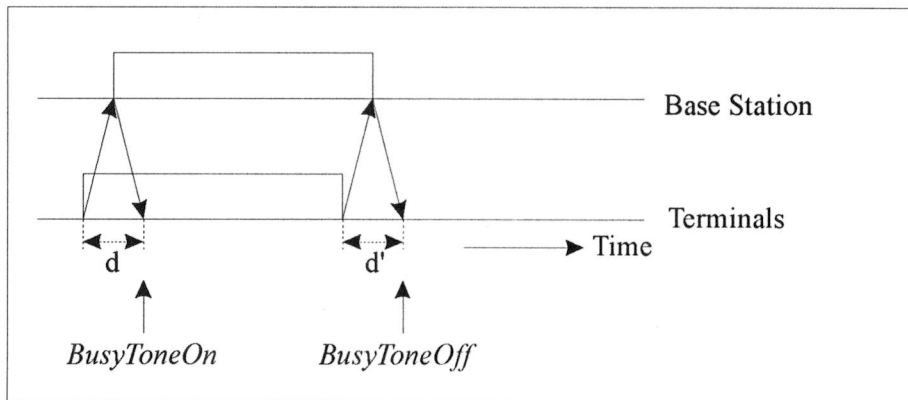 Base Station
Terminals
Time
d
d'
BusyToneOn
BusyToneOff